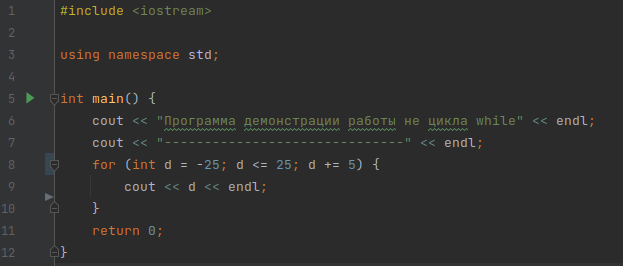 1 #include <iostream>
2
3 using namespace std;
4
5 int main() {
6 cout << "Программа демонстрации работы не цикла while" << endl;
7 cout << "------------------------------" << endl;
8 for (int d = -25; d <= 25; d += 5) {
9 cout << d << endl;
10 }
11 return 0;
12 }